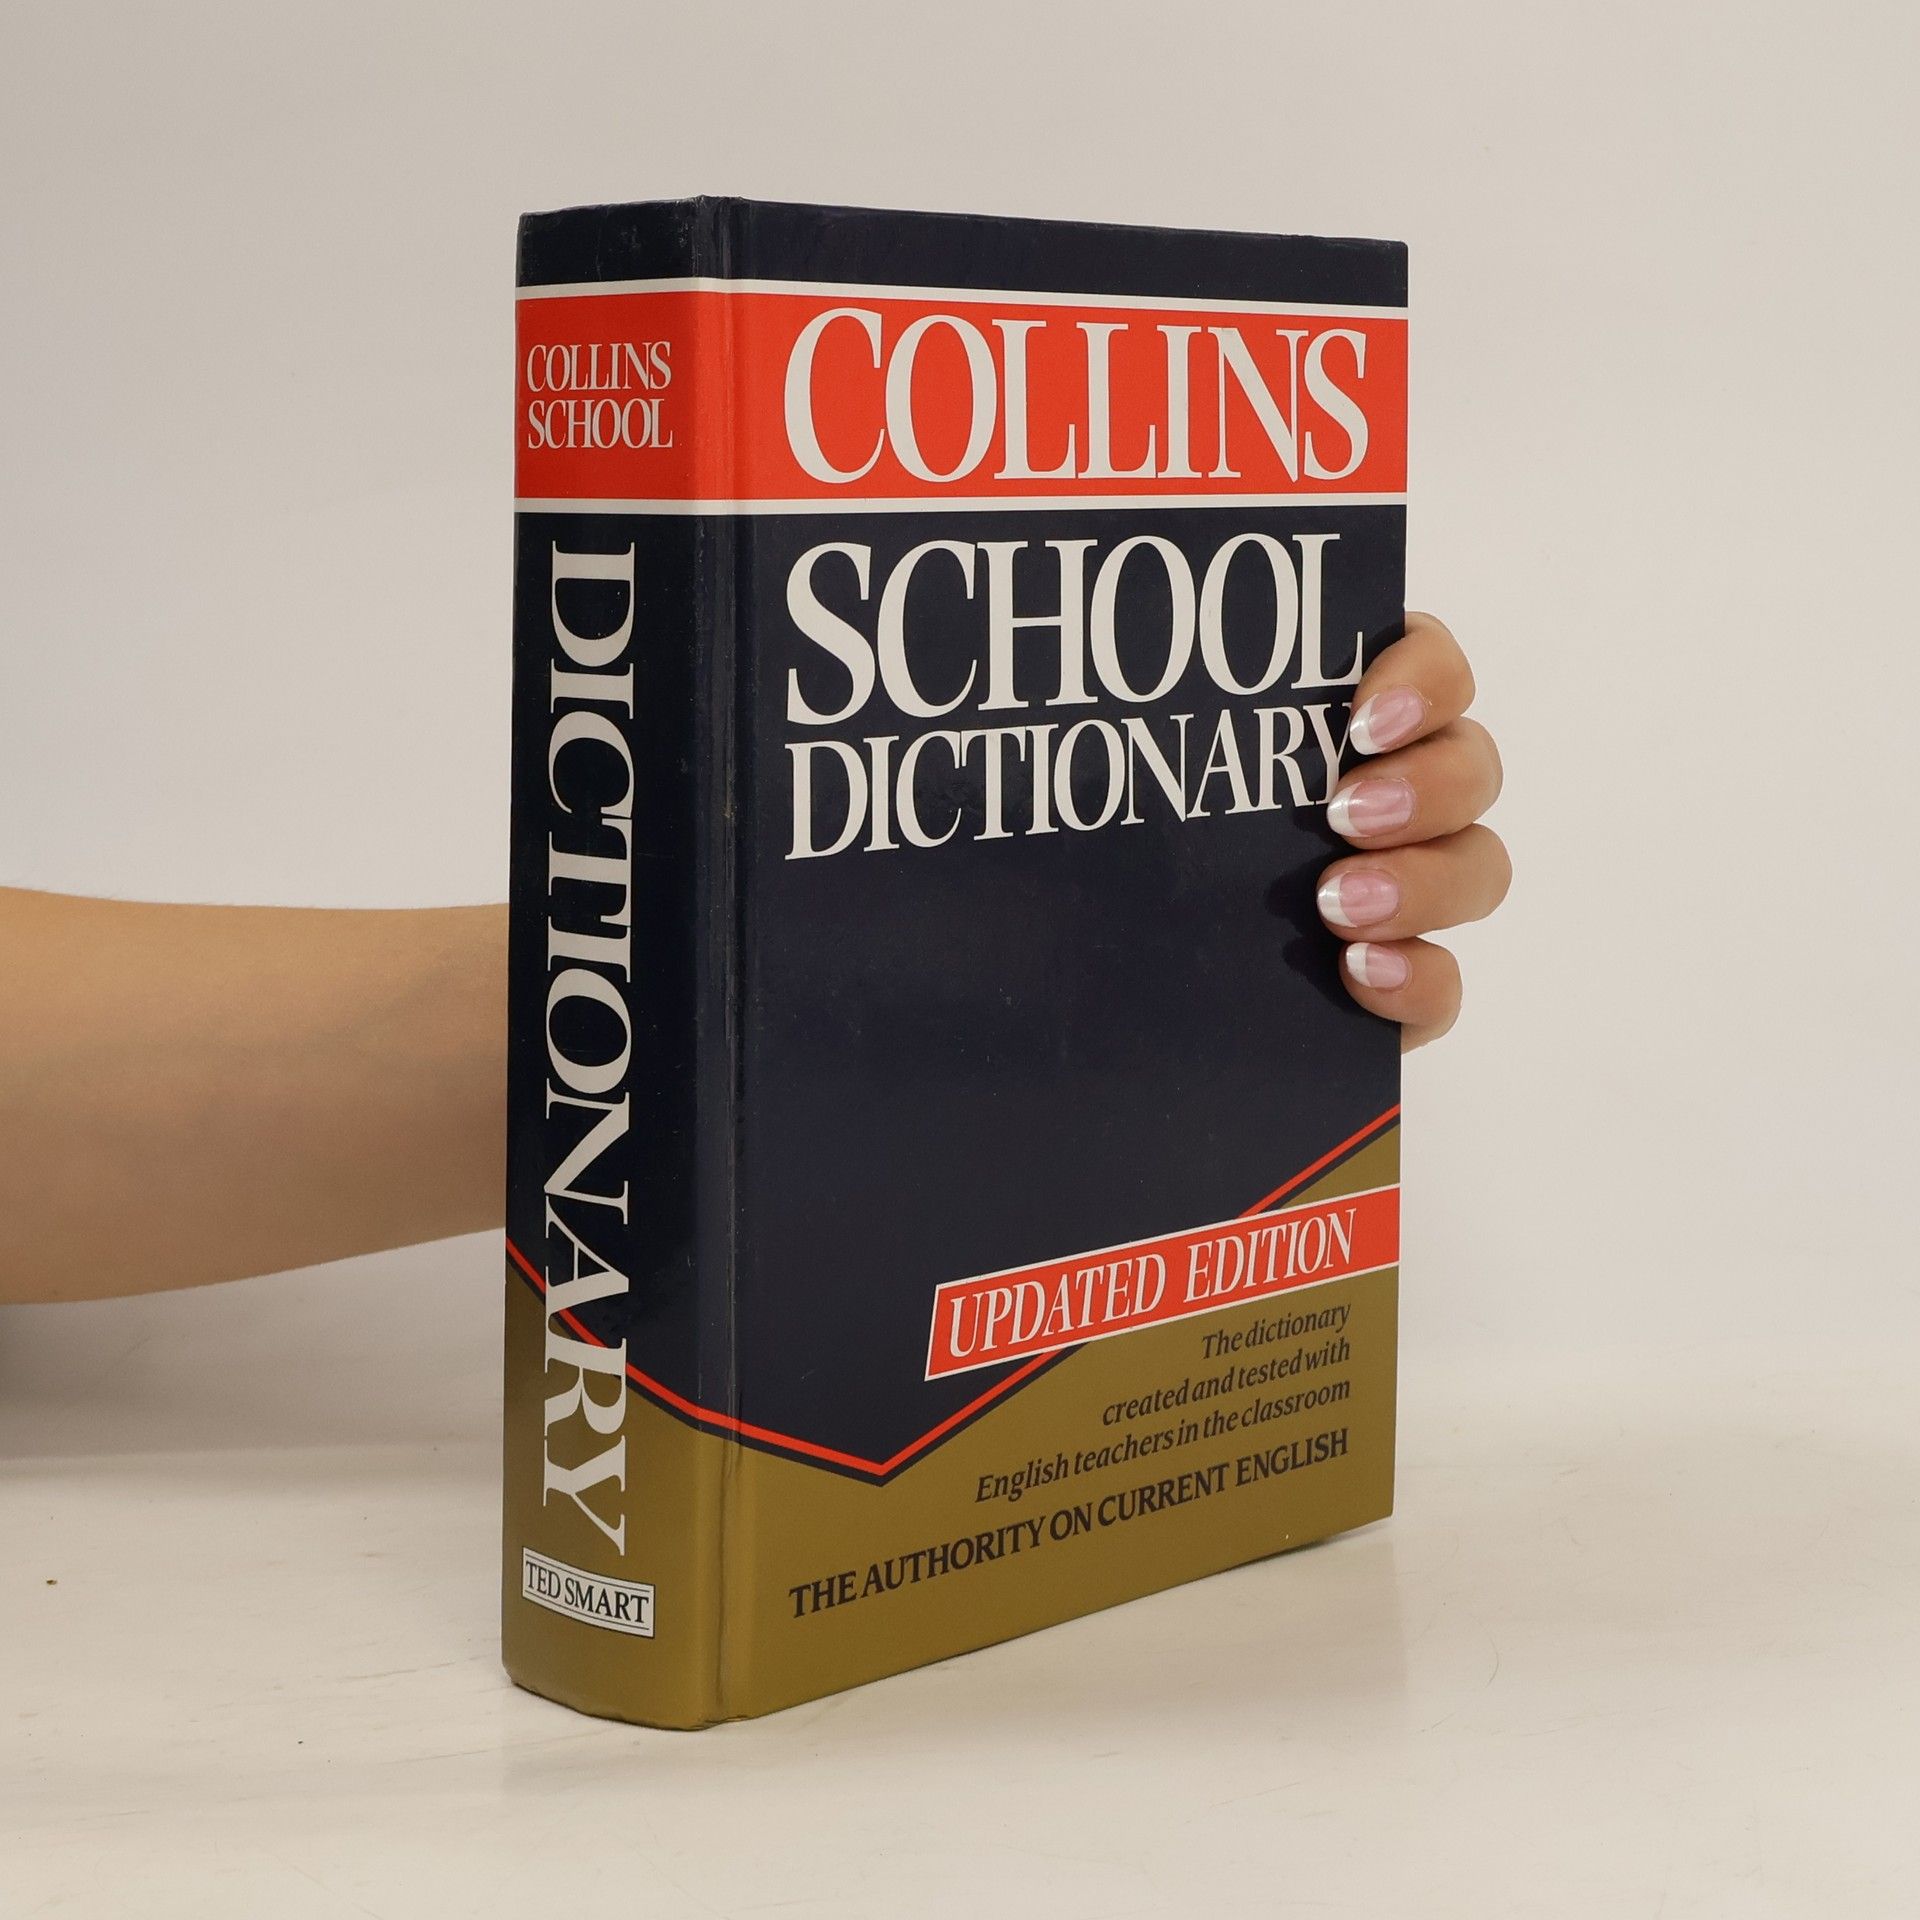 COLLINS
SCHOOL
DICTIONARY
TED SMART
COLLINS
SCHOOL
DICTIONARY
UPDATED EDITION
The dictionary
created and tested with
English teachers in the classroom
THE AUTHORITY ON CURRENT ENGLISH